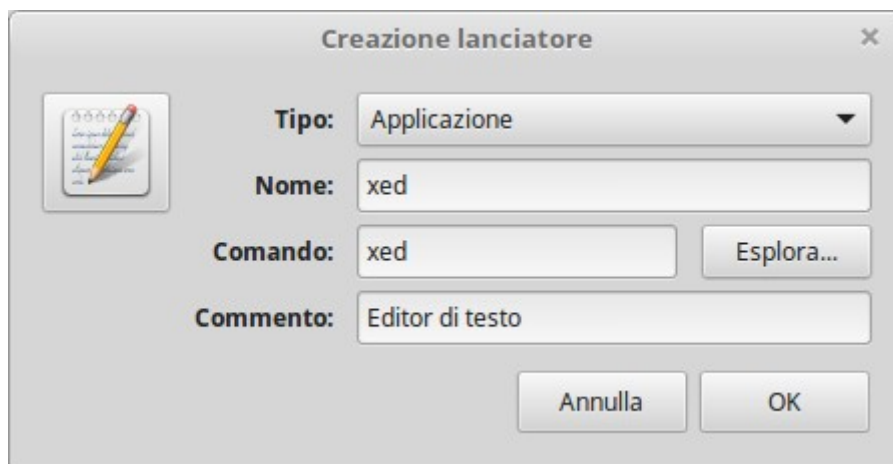 Creazione lanciatore
Tipo: Applicazione
Nome: xed
Comando: xed Esplora...
Commento: Editor di testo
Annulla OK